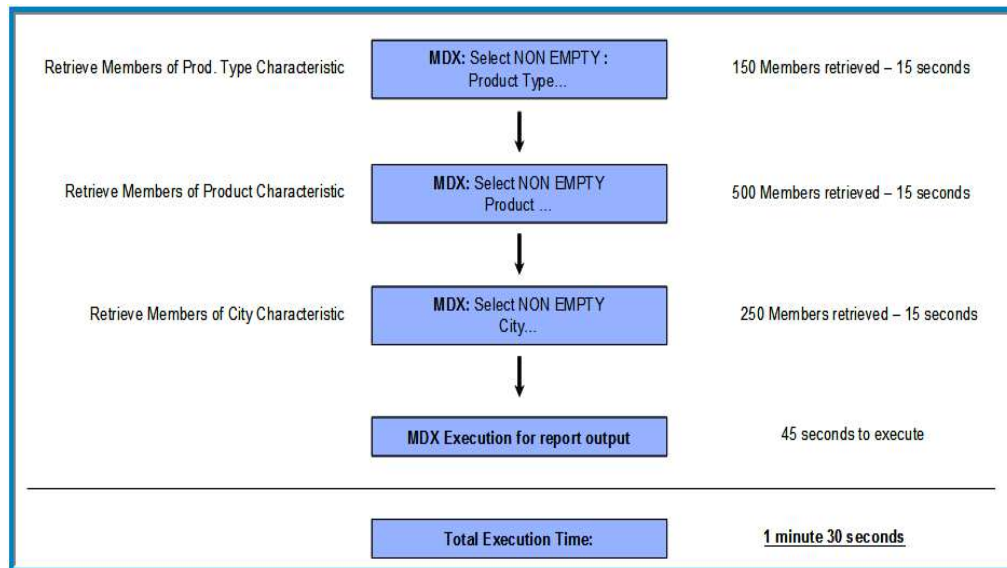 Retrieve Members of Prod. Type Characteristic
MDX: Select NON EMPTY :
Product Type...
150 Members retrieved – 15 seconds
Retrieve Members of Product Characteristic
MDX: Select NON EMPTY
Product ...
500 Members retrieved – 15 seconds
Retrieve Members of City Characteristic
MDX: Select NON EMPTY
City...
250 Members retrieved – 15 seconds
MDX Execution for report output
45 seconds to execute
Total Execution Time:
1 minute 30 seconds